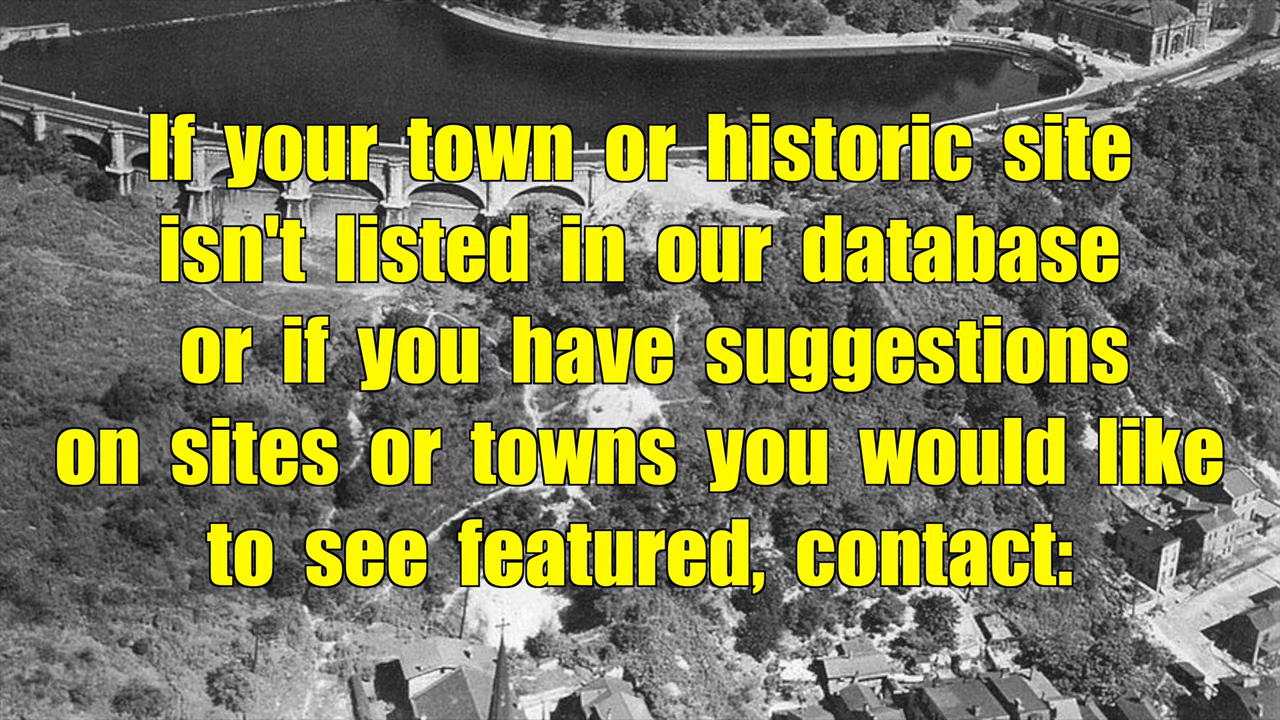 If your town or historic site
isn't listed in our database
or if you have suggestions
on sites or towns you would like
to see featured, contact: